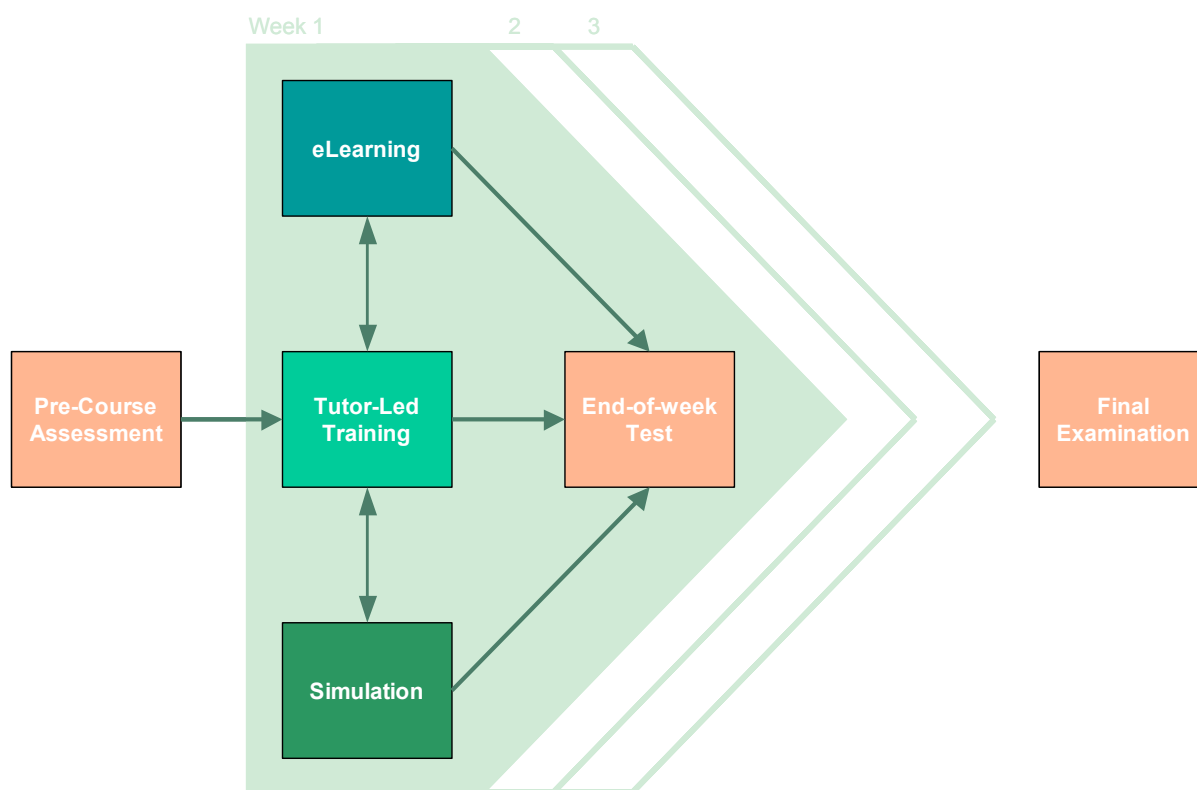 Week 1
2
3
eLearning
Pre-Course
Assessment
Tutor-Led
Training
End-of-week
Test
Final
Examination
Simulation